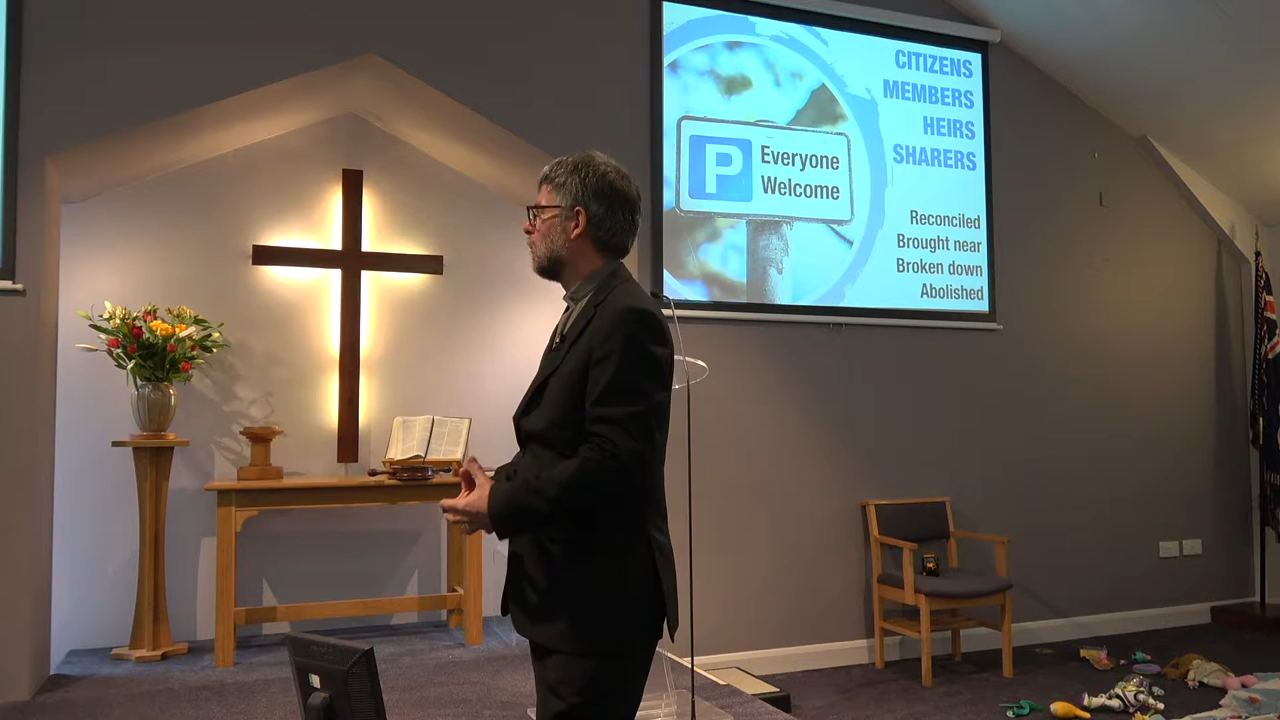 CITIZENS
MEMBERS
HEIRS
SHARERS
P
Everyone
Welcome
Reconciled
Brought near
Broken down
Abolished